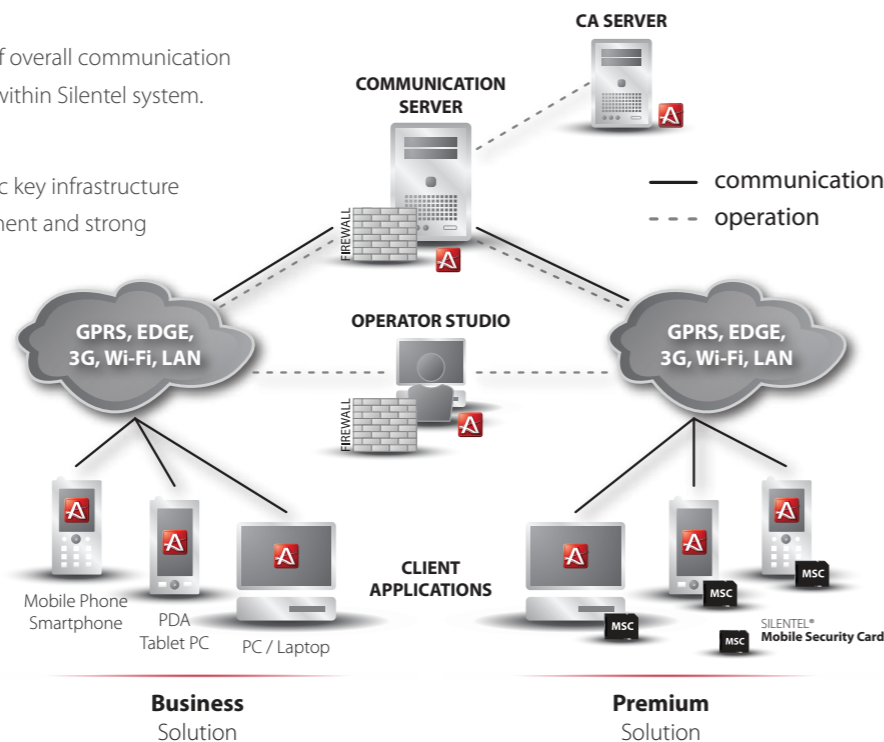 CA SERVER
f overall communication
within Silentel system.
COMMUNICATION
SERVER
c key infrastructure
ment and strong
communication
operation
FIREWALL
GPRS, EDGE,
3G, Wi-Fi, LAN
OPERATOR STUDIO
GPRS, EDGE,
3G, Wi-Fi, LAN
FIREWALL
CLIENT
APPLICATIONS
Mobile Phone
Smartphone
PDA
Tablet PC
PC / Laptop
MSC
MSC
MSC
MSC
SILENTEL®
Mobile Security Card
Business
Solution
Premium
Solution